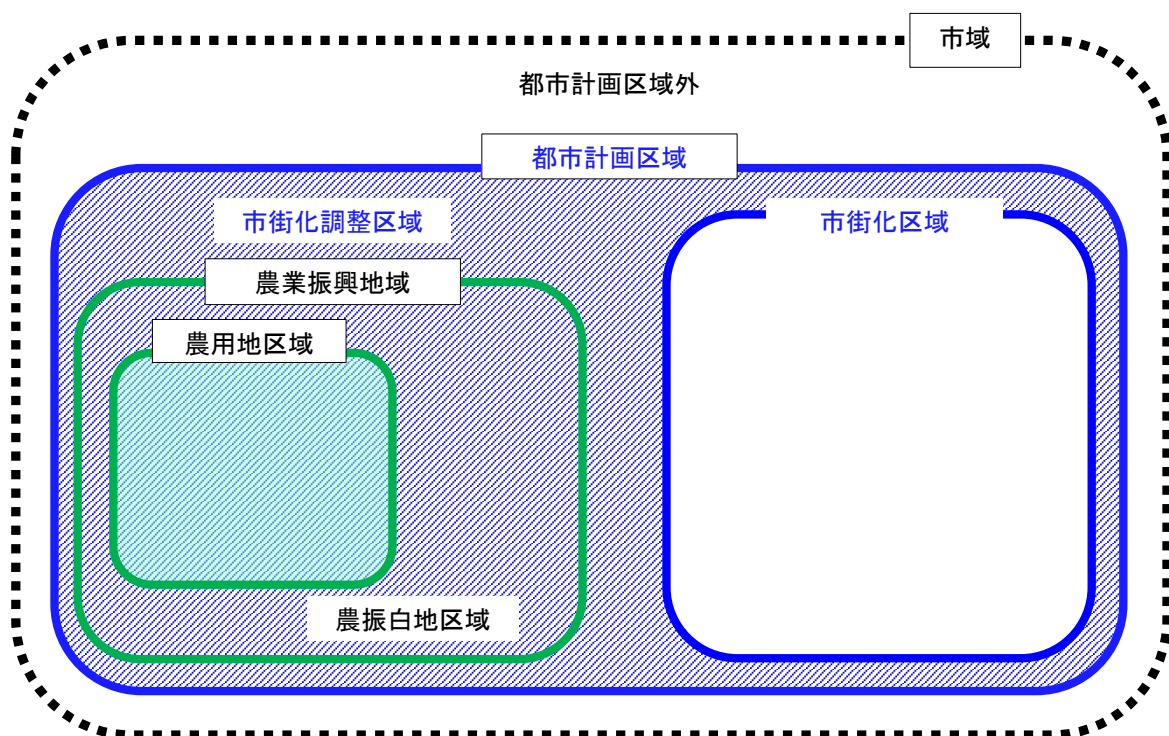 市域
都市計画区域外
都市計画区域
市街化調整区域
市街化区域
農業振興地域
農用地区域
農振白地区域